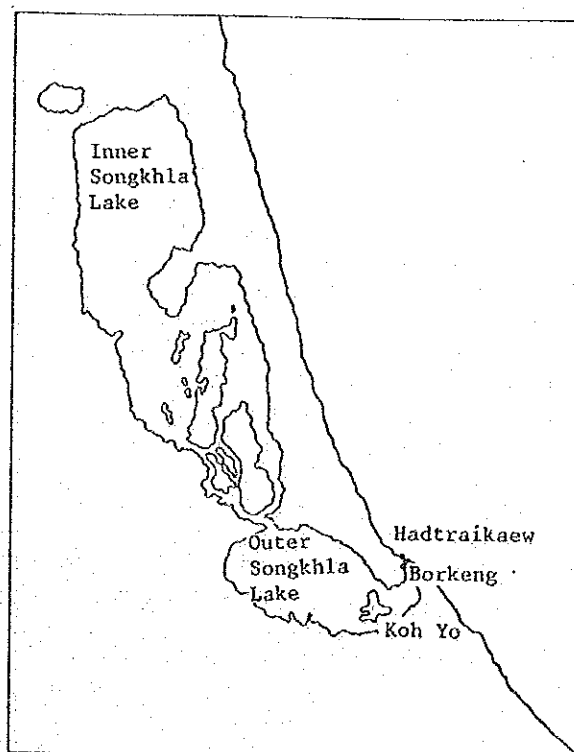 Inner
Songkhla
Lake
Hadtraikaew
Outer
Songkhla
Lake
Borkeng
Koh Yo